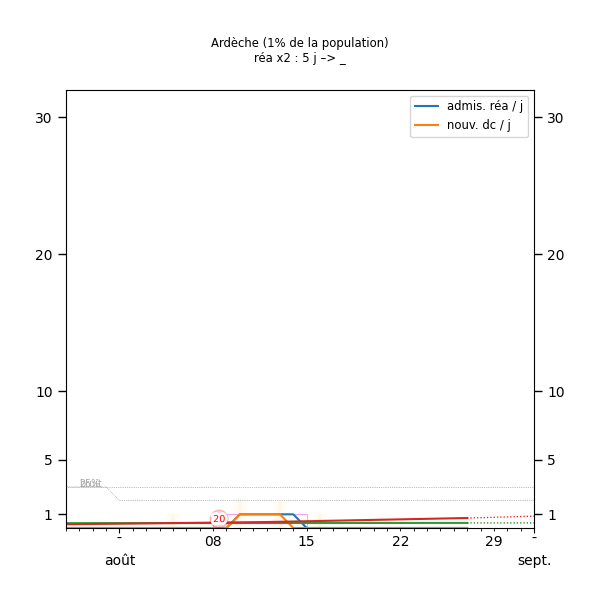 Ardèche (1% de la population)
réa x2 : 5 j –> _
admis. réa / j
nouv. dc / j
30 30
20 20
10 10
5 5
1 1
20
- 08 15 22 29 -
août sept.